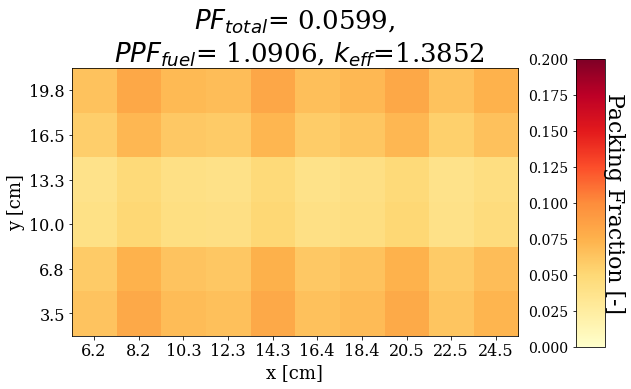 PF_total= 0.0599,
PPF_fuel= 1.0906, k_eff=1.3852
19.8
16.5
13.3
10.0
6.8
3.5
y [cm]
6.2 8.2 10.3 12.3 14.3 16.4 18.4 20.5 22.5 24.5
x [cm]
0.200
0.175
0.150
0.125
0.100
0.075
0.050
0.025
0.000
Packing Fraction [-]